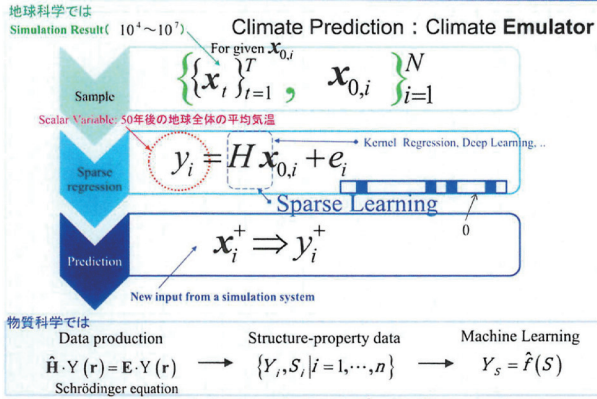 地球科学では
Climate Prediction : Climate Emulator
Simulation Result( 10⁴~10⁷)
For given x₀,ᵢ
Sample
{{xₜ}ᵀₜ₌₁, x₀,ᵢ}ᴺᵢ₌₁
Scalar Variable: 50年後の地球全体の平均気温
Kernel Regression, Deep Learning, ..
Sparse
regression
yᵢ = H x₀,ᵢ + eᵢ
Sparse Learning
0
Prediction
xᵢ⁺ ⇒ yᵢ⁺
New input from a simulation system
物質科学では
Data production
Structure-property data
Machine Learning
Ĥ·Υ(r) = E·Υ(r)
{Yᵢ, Sᵢ|i = 1,···, n}
Y_S = f̂(S)
Schrödinger equation